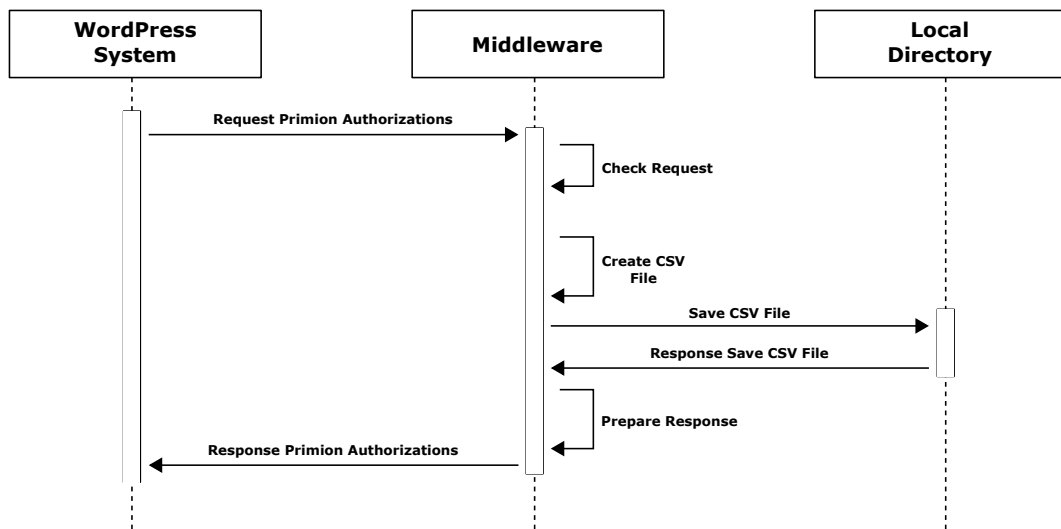 WordPress
System
Middleware
Local
Directory
Request Primion Authorizations
Check Request
Create CSV
File
Save CSV File
Response Save CSV File
Prepare Response
Response Primion Authorizations